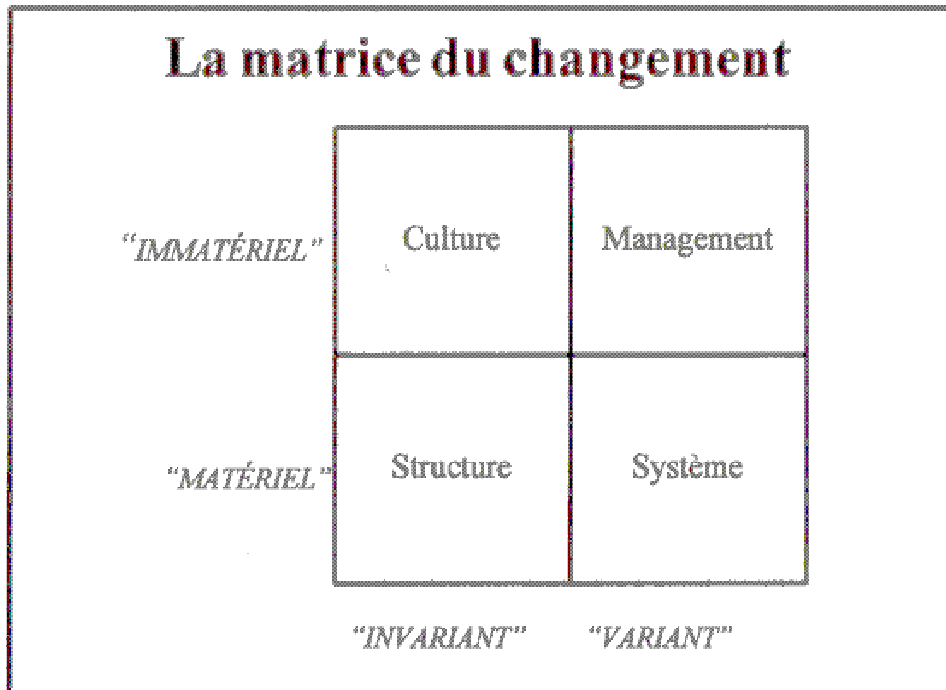 La matrice du changement
“IMMATÉRIEL” Culture Management
“MATÉRIEL” Structure Système
“INVARIANT” “VARIANT”